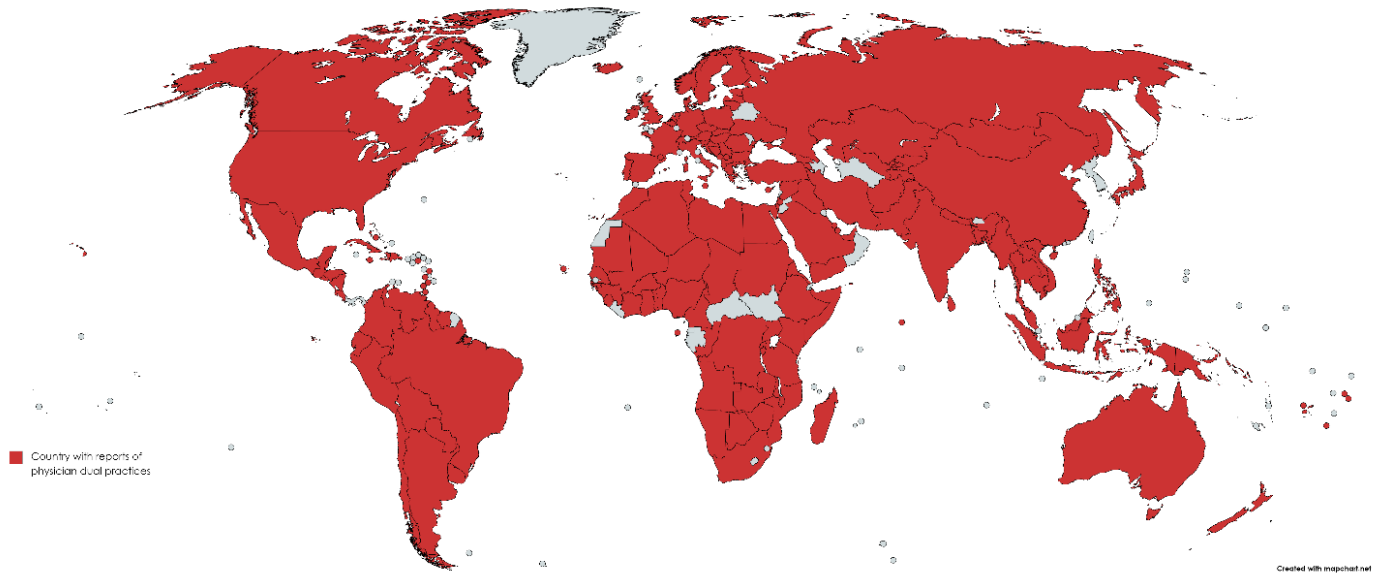 Country with reports of
physician dual practices
Created with mapchart.net